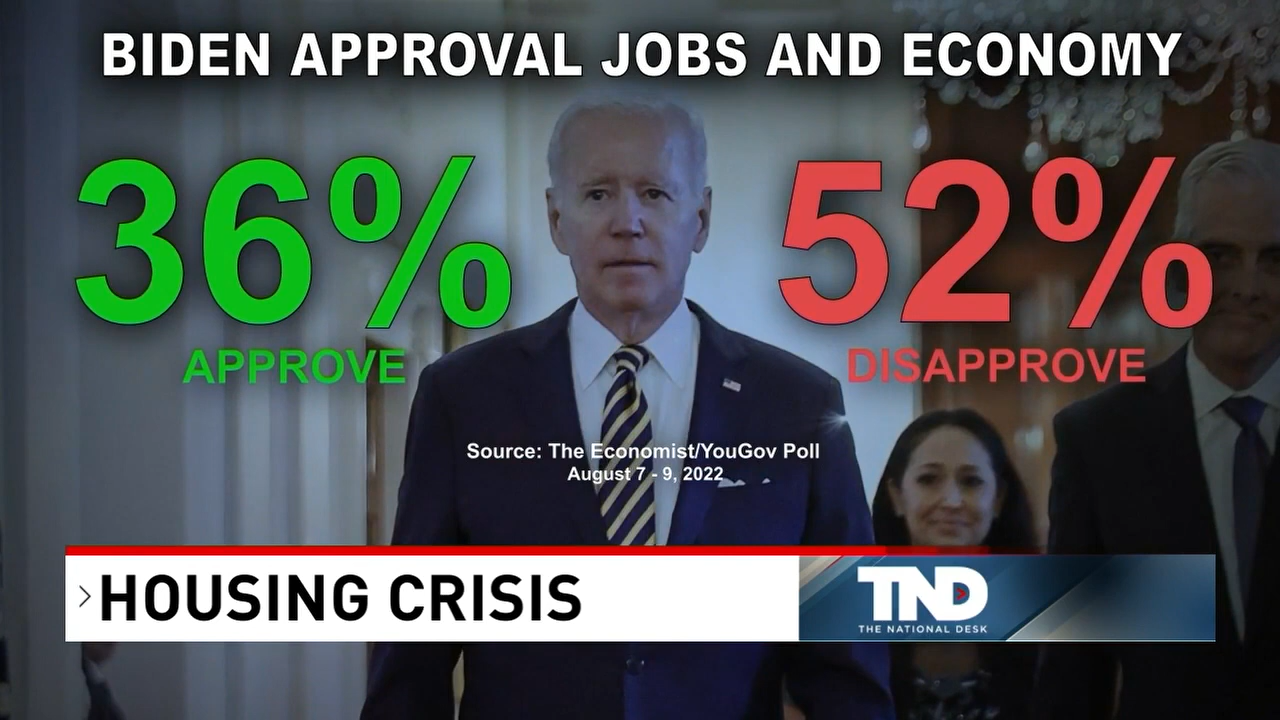 BIDEN APPROVAL JOBS AND ECONOMY
36% 52%
APPROVE DISAPPROVE
Source: The Economist/YouGov Poll
August 7 - 9, 2022
HOUSING CRISIS
TND
THE NATIONAL DESK